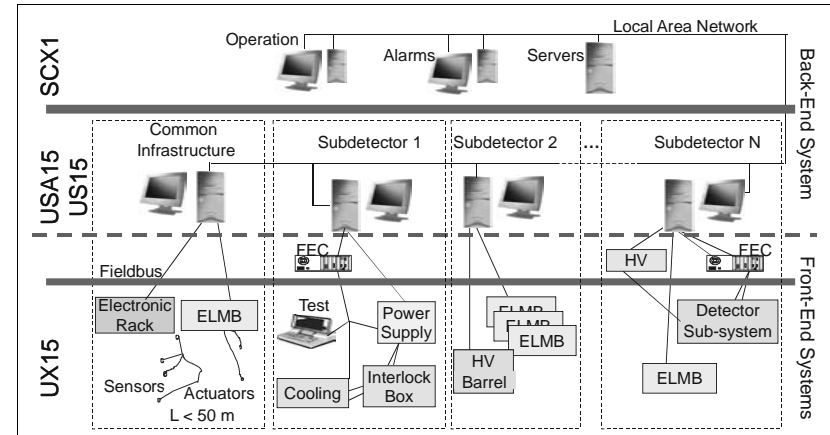 SCX1
Operation
Alarms
Servers
Local Area Network
Back-End System
USA15
US15
Common
Infrastructure
Subdetector 1
Subdetector 2
...
Subdetector N
Fieldbus
FEC
HV
FEC
UX15
Electronic
Rack
ELMB
Sensors
Actuators
L < 50 m
Test
Power
Supply
Cooling
Interlock
Box
ELMB
ELMB
ELMB
HV
Barrel
Detector
Sub-system
ELMB
Front-End Systems